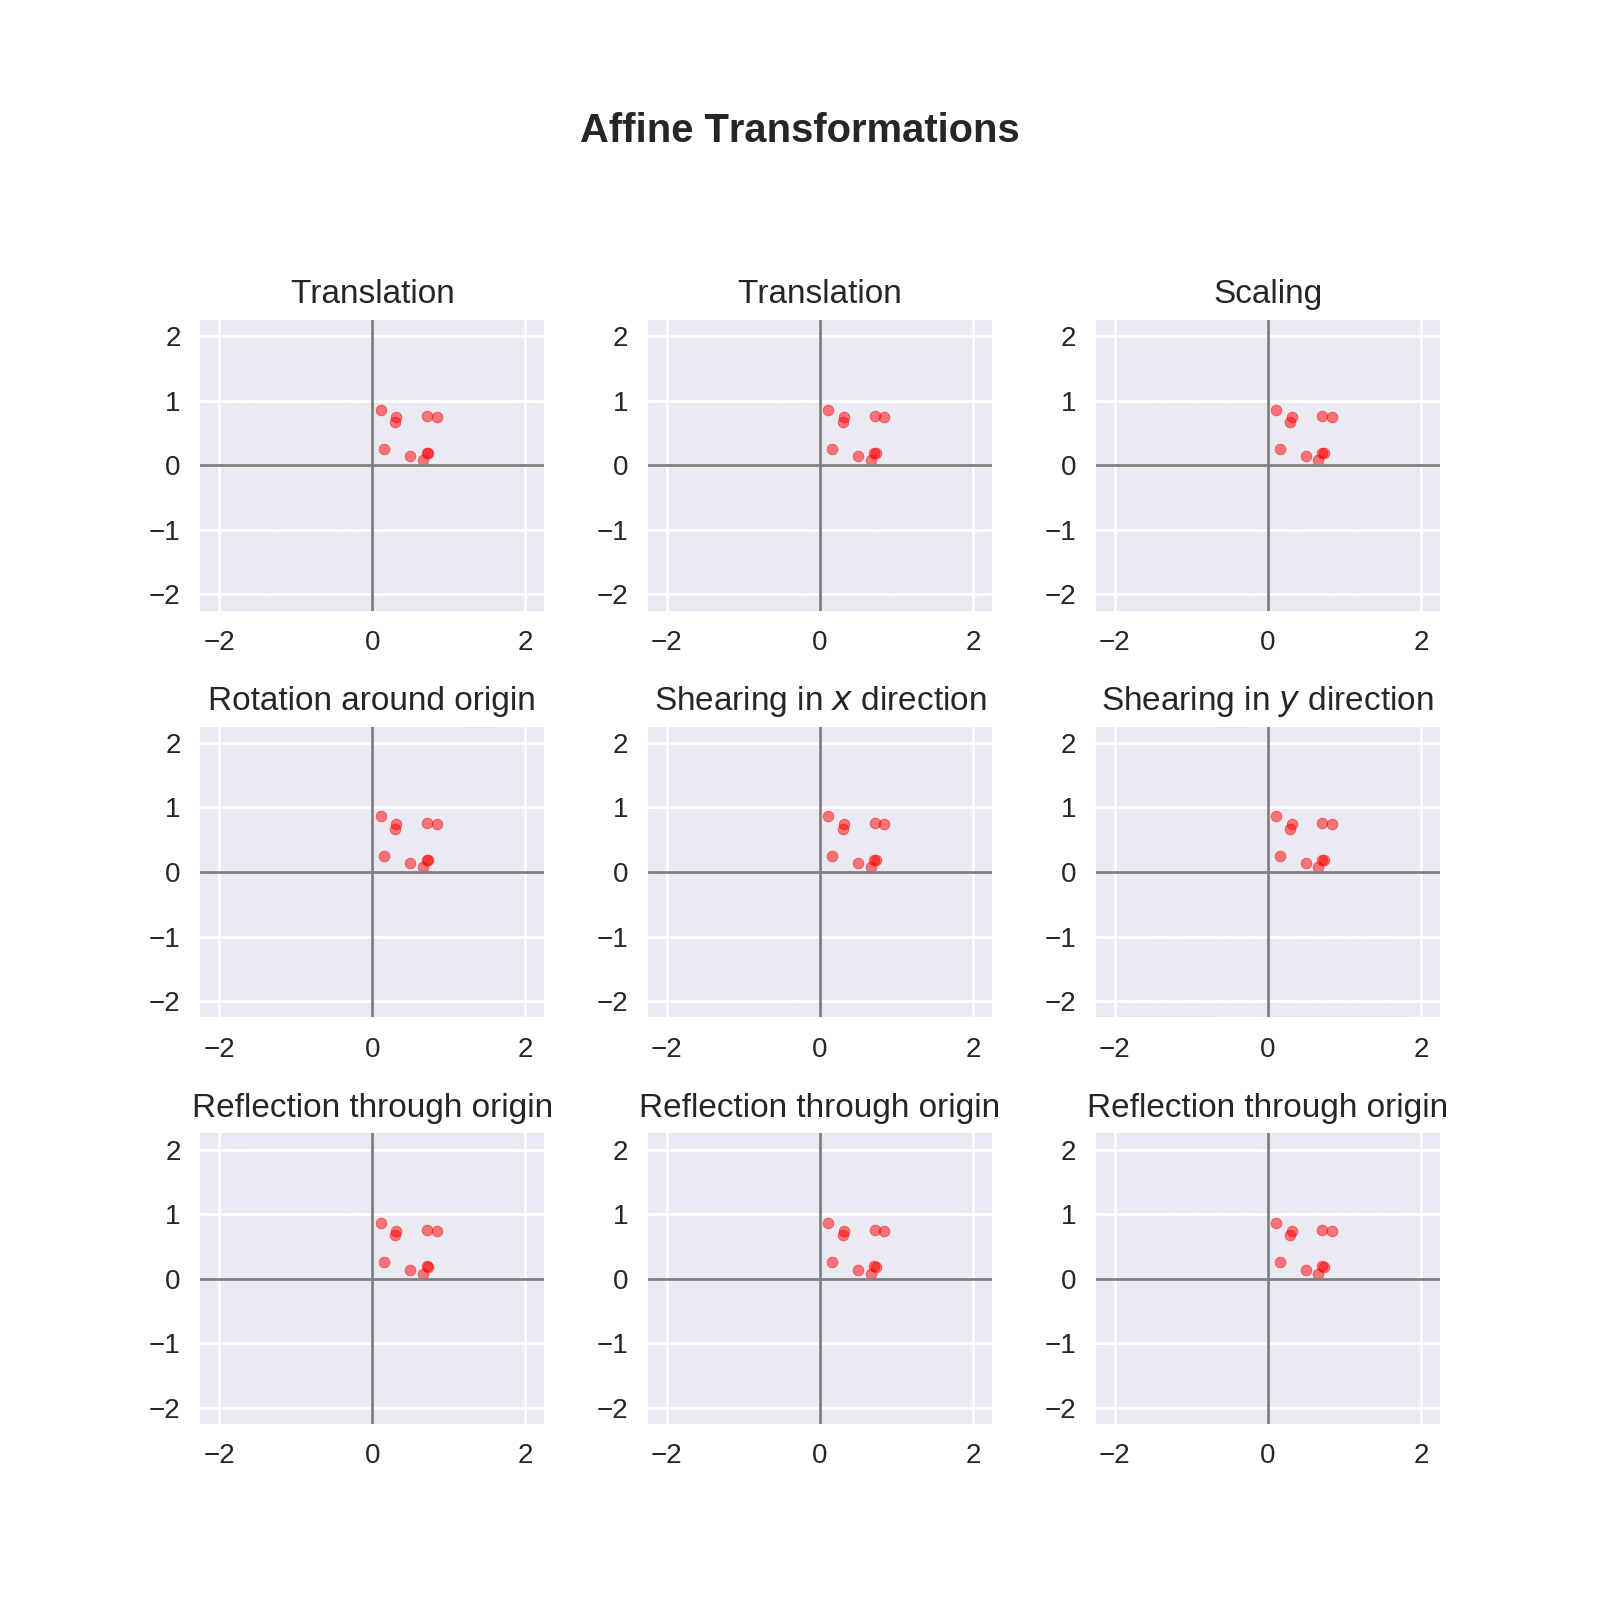 Affine Transformations
Translation
Translation
Scaling
2
1
0
−1
−2
−2 0 2
2
1
0
−1
−2
−2 0 2
2
1
0
−1
−2
−2 0 2
Rotation around origin
Shearing in x direction
Shearing in y direction
2
1
0
−1
−2
−2 0 2
2
1
0
−1
−2
−2 0 2
2
1
0
−1
−2
−2 0 2
Reflection through origin
Reflection through origin
Reflection through origin
2
1
0
−1
−2
−2 0 2
2
1
0
−1
−2
−2 0 2
2
1
0
−1
−2
−2 0 2